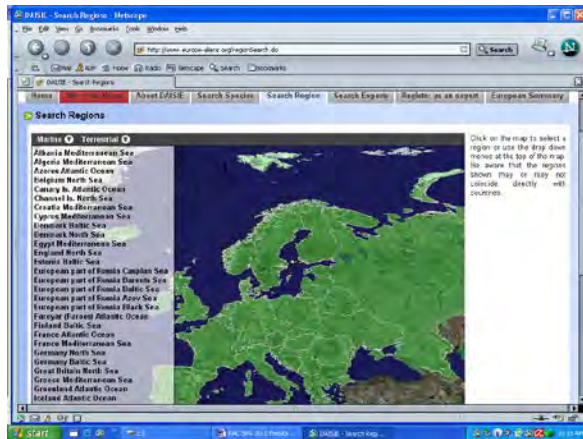 DAISIE - Search Regions - Netscape
File Edit View Go Bookmarks Tools Window Help
http://www.europe-aliens.org/regionSearch.do
Search
Mail Home Radio Netscape Search Bookmarks
DAISIE - Search Regions
Home About DAISIE Search Species Search Region Search Experts Register as an expert European Summary
Search Regions
Marine Terrestrial
Click on the map to select a
region or use the drop down
menus at the top of the map.
Be aware that the regions
shown may or may not
coincide directly with
Albania Mediterranean Sea
Algeria Mediterranean Sea
Azores Atlantic Ocean
Belgium North Sea
Canary Is. Atlantic Ocean
Channel Is. North Sea
Croatia Mediterranean Sea
Cyprus Mediterranean Sea
Denmark Baltic Sea
Denmark North Sea
Egypt Mediterranean Sea
England North Sea
Estonia Baltic Sea
European part of Russia Caspian Sea
European part of Russia Barents Sea
European part of Russia Baltic Sea
European part of Russia Azov Sea
European part of Russia Black Sea
Faroyar (Faroes) Atlantic Ocean
Finland Baltic Sea
France Atlantic Ocean
France Mediterranean Sea
Germany North Sea
Germany Baltic Sea
Great Britain North Sea
Greece Mediterranean Sea
Greenland Atlantic Ocean
Iceland Atlantic Ocean
start
DAISIE - Search Reg...